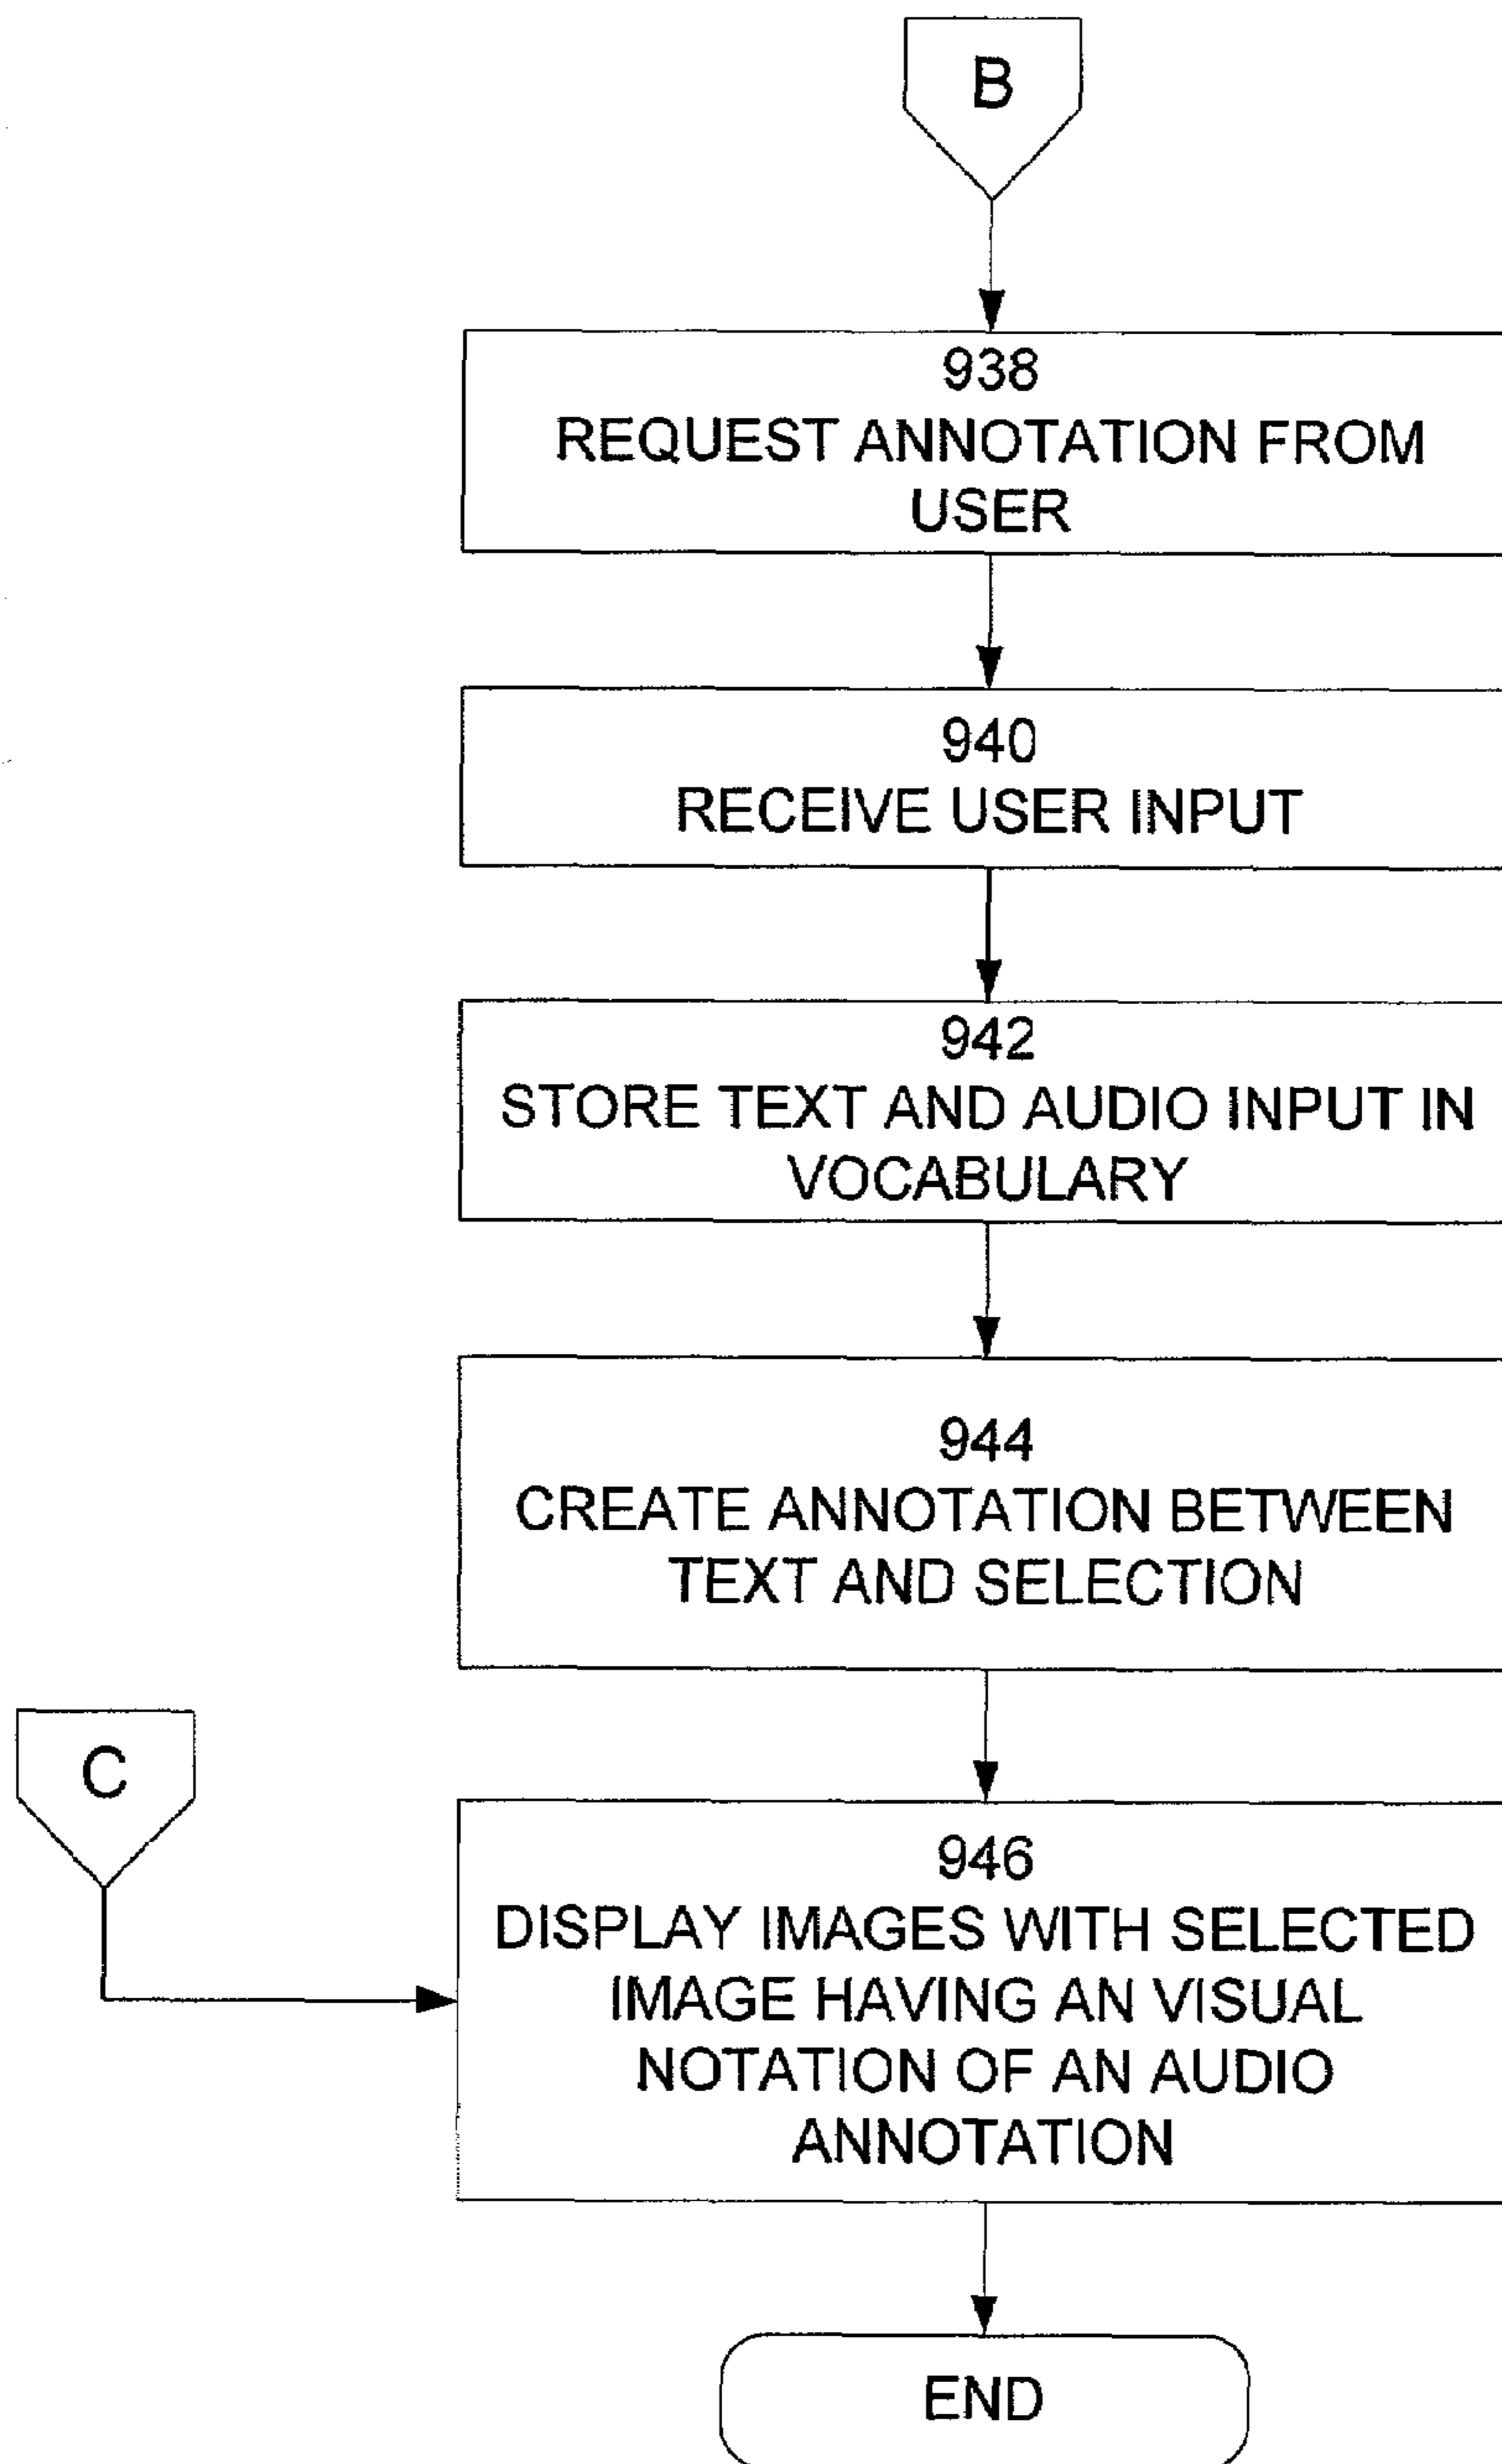 B
938
REQUEST ANNOTATION FROM
USER
940
RECEIVE USER INPUT
942
STORE TEXT AND AUDIO INPUT IN
VOCABULARY
944
CREATE ANNOTATION BETWEEN
TEXT AND SELECTION
C
946
DISPLAY IMAGES WITH SELECTED
IMAGE HAVING AN VISUAL
NOTATION OF AN AUDIO
ANNOTATION
END